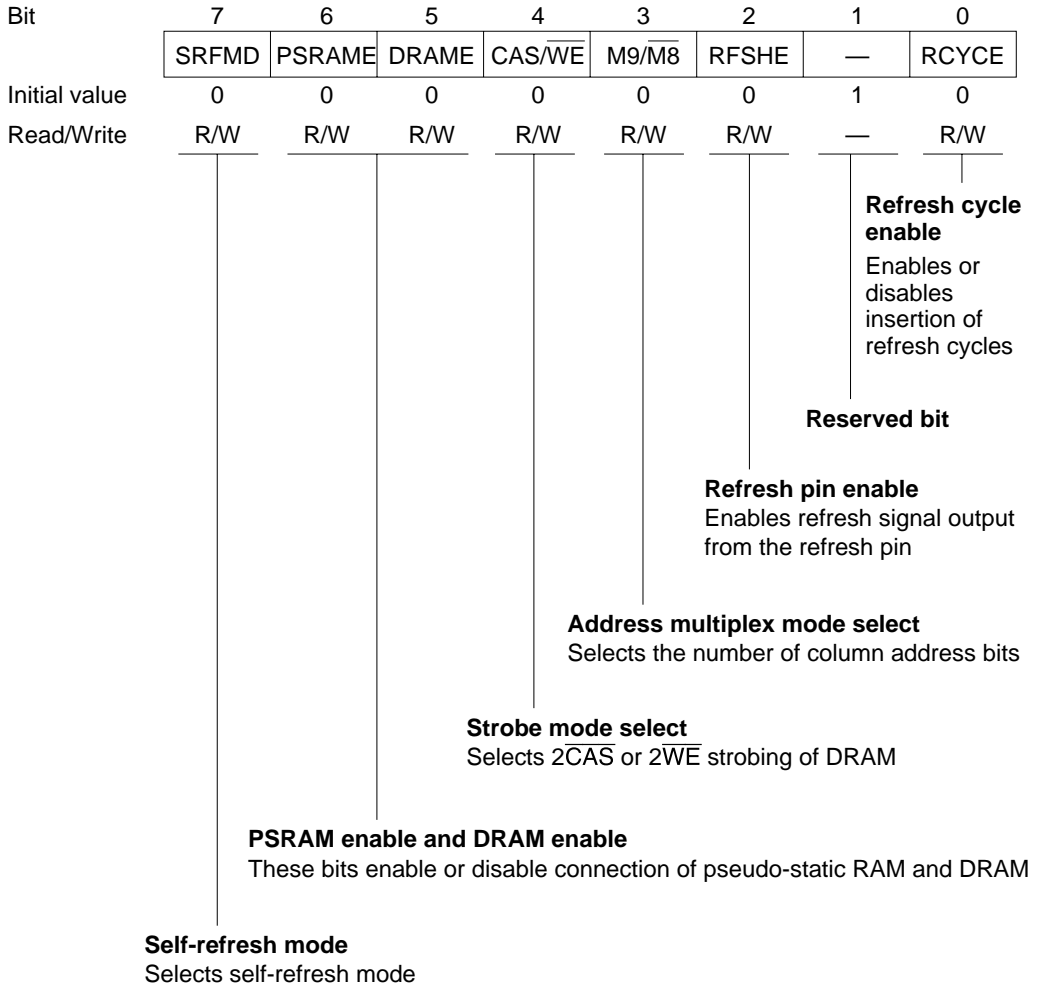 Bit 7 6 5 4 3 2 1 0
SRFMD PSRAME DRAME CAS/W̅E̅ M9/M̅8̅ RFSHE — RCYCE
Initial value 0 0 0 0 0 0 1 0
Read/Write R/W R/W R/W R/W R/W R/W — R/W
Refresh cycle
enable
Enables or
disables
insertion of
refresh cycles
Reserved bit
Refresh pin enable
Enables refresh signal output
from the refresh pin
Address multiplex mode select
Selects the number of column address bits
Strobe mode select
Selects 2C̅A̅S̅ or 2W̅E̅ strobing of DRAM
PSRAM enable and DRAM enable
These bits enable or disable connection of pseudo-static RAM and DRAM
Self-refresh mode
Selects self-refresh mode